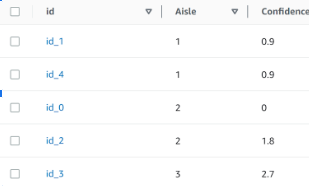 id Aisle Confidence
id_1 1 0.9
id_4 1 0.9
id_0 2 0
id_2 2 1.8
id_3 3 2.7